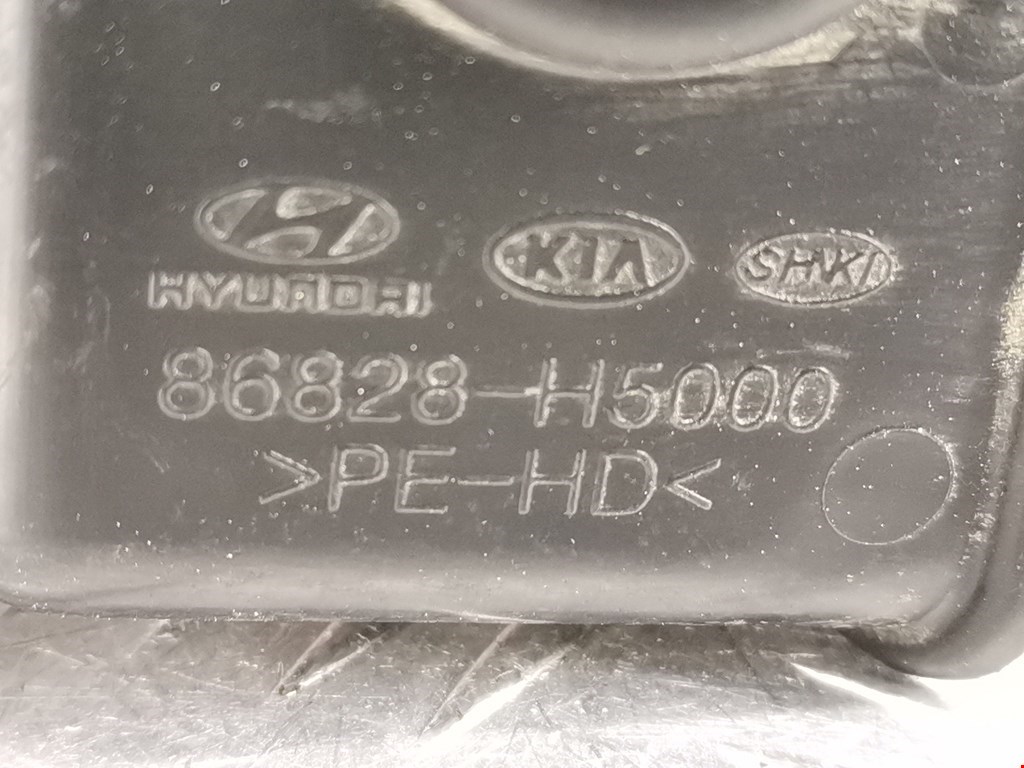 HYUNDAI KIA SHKI
86828-H5000
>PE-HD<